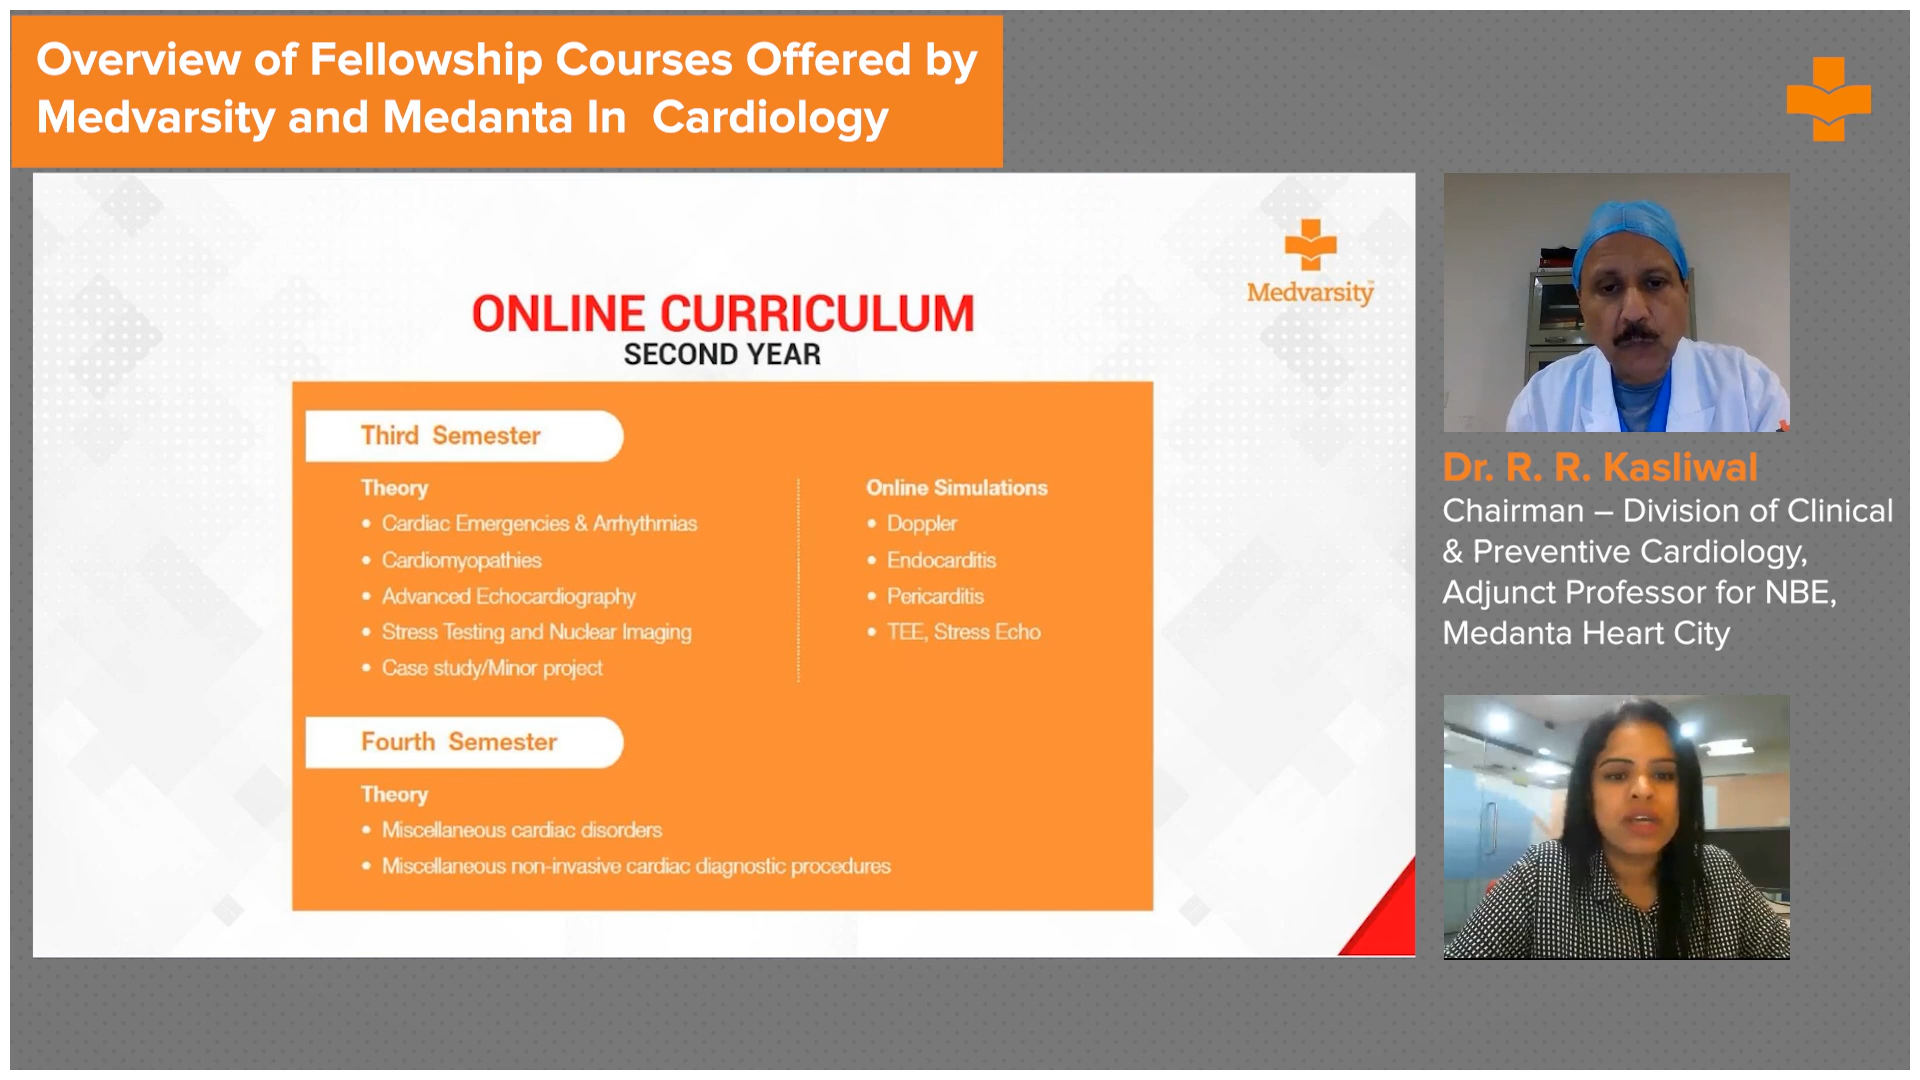 Overview of Fellowship Courses Offered by
Medvarsity and Medanta In Cardiology
Medvarsity
ONLINE CURRICULUM
SECOND YEAR
Third Semester
Theory
• Cardiac Emergencies & Arrhythmias
• Cardiomyopathies
• Advanced Echocardiography
• Stress Testing and Nuclear Imaging
• Case study/Minor project
Online Simulations
• Doppler
• Endocarditis
• Pericarditis
• TEE, Stress Echo
Fourth Semester
Theory
• Miscellaneous cardiac disorders
• Miscellaneous non-invasive cardiac diagnostic procedures
Dr. R. R. Kasliwal
Chairman – Division of Clinical
& Preventive Cardiology,
Adjunct Professor for NBE,
Medanta Heart City